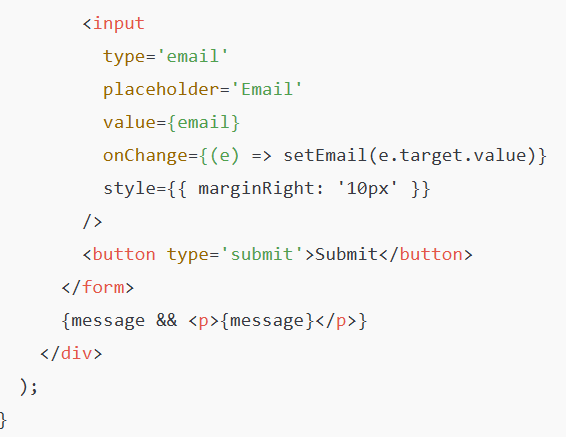 <input
type='email'
placeholder='Email'
value={email}
onChange={(e) => setEmail(e.target.value)}
style={{ marginRight: '10px' }}
/>
<button type='submit'>Submit</button>
</form>
{message && <p>{message}</p>}
</div>
);
}